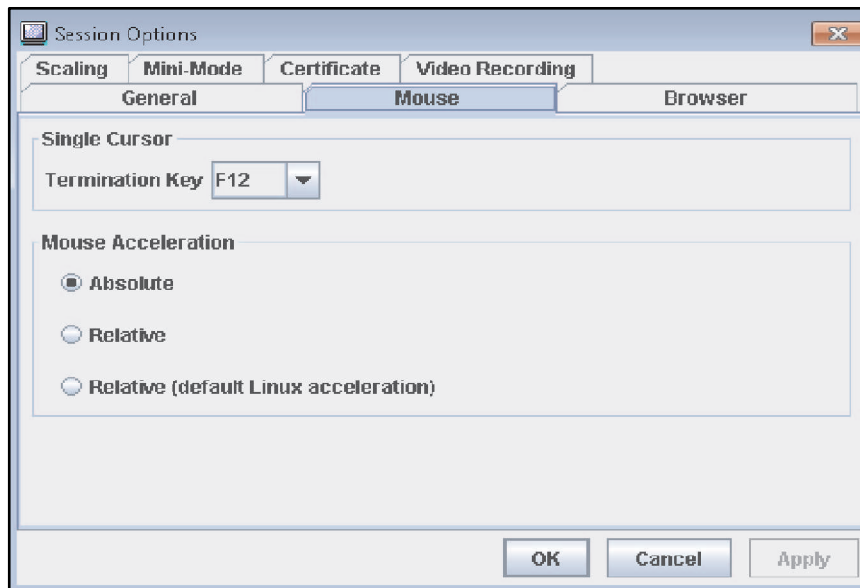 Session Options
Scaling Mini-Mode Certificate Video Recording
General Mouse Browser
Single Cursor
Termination Key F12
Mouse Acceleration
Absolute
Relative
Relative (default Linux acceleration)
OK Cancel Apply